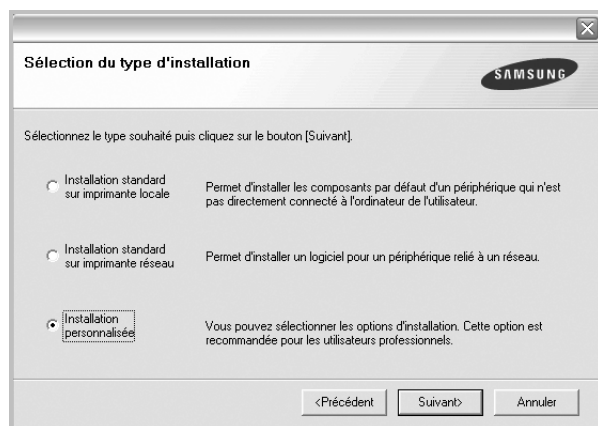 Sélection du type d'installation
SAMSUNG
Sélectionnez le type souhaité puis cliquez sur le bouton [Suivant].
Installation standard
sur imprimante locale
Permet d'installer les composants par défaut d'un périphérique qui n'est
pas directement connecté à l'ordinateur de l'utilisateur.
Installation standard
sur imprimante réseau
Permet d'installer un logiciel pour un périphérique relié à un réseau.
Installation
personnalisée
Vous pouvez sélectionner les options d'installation. Cette option est
recommandée pour les utilisateurs professionnels.
<Précédent
Suivant>
Annuler